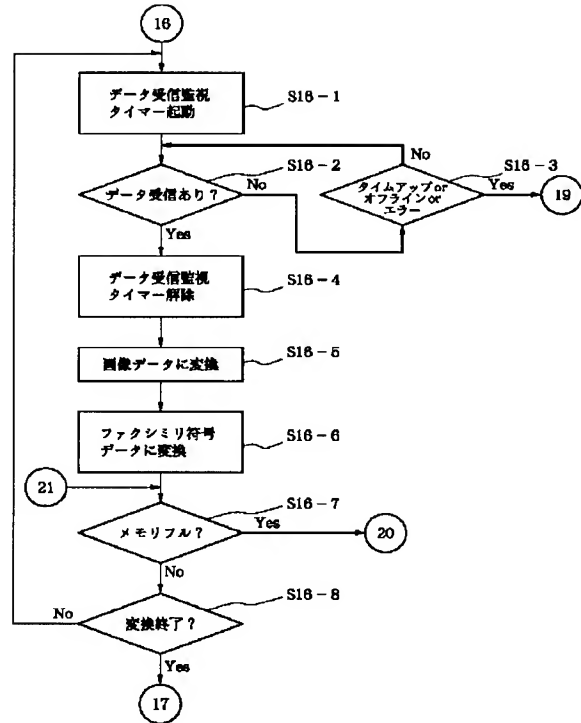 16
データ受信監視
タイマー起動
S16-1
データ受信あり?
S16-2
No
Yes
No
タイムアップor
オフラインor
エラー
S16-3
Yes
19
データ受信監視
タイマー解除
S16-4
画像データに変換
S16-5
ファクシミリ符号
データに変換
S16-6
21
メモリフル?
S16-7
Yes
20
No
変換終了?
S16-8
No
Yes
17